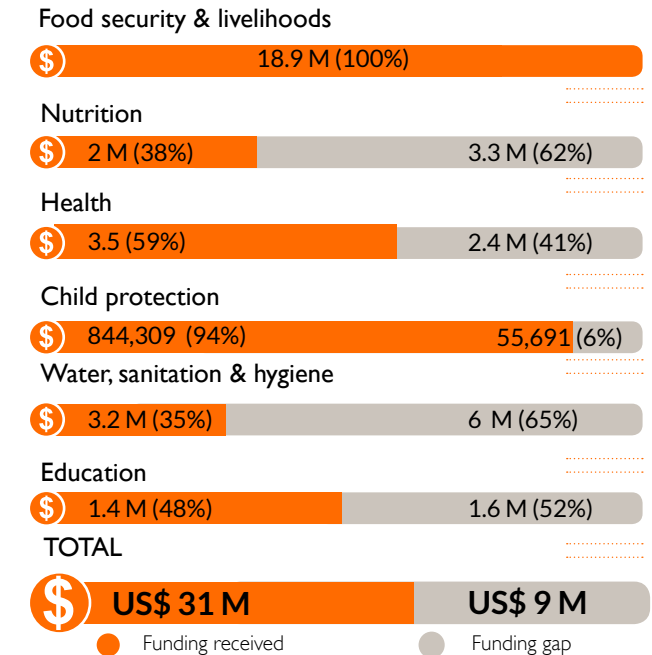 Food security & livelihoods
$ 18.9 M (100%)
Nutrition
$ 2 M (38%) 3.3 M (62%)
Health
$ 3.5 (59%) 2.4 M (41%)
Child protection
$ 844,309 (94%) 55,691 (6%)
Water, sanitation & hygiene
$ 3.2 M (35%) 6 M (65%)
Education
$ 1.4 M (48%) 1.6 M (52%)
TOTAL
$ US$ 31 M US$ 9 M
Funding received Funding gap